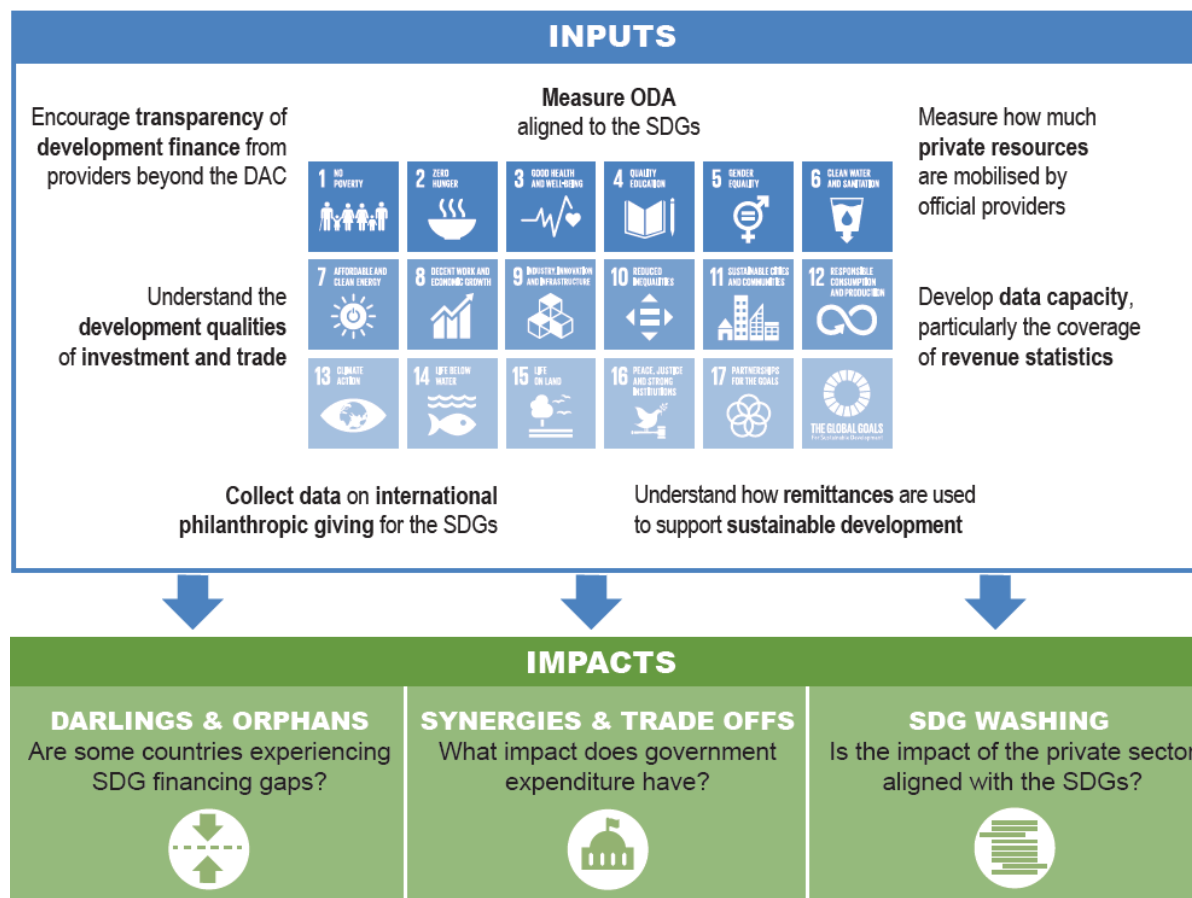 INPUTS
Encourage transparency of
development finance from
providers beyond the DAC
Measure ODA
aligned to the SDGs
Measure how much
private resources
are mobilised by
official providers
Understand the
development qualities
of investment and trade
Develop data capacity,
particularly the coverage
of revenue statistics
1 NO
POVERTY
2 ZERO
HUNGER
3 GOOD HEALTH
AND WELL-BEING
4 QUALITY
EDUCATION
5 GENDER
EQUALITY
6 CLEAN WATER
AND SANITATION
7 AFFORDABLE AND
CLEAN ENERGY
8 DECENT WORK AND
ECONOMIC GROWTH
9 INDUSTRY, INNOVATION
AND INFRASTRUCTURE
10 REDUCED
INEQUALITIES
11 SUSTAINABLE CITIES
AND COMMUNITIES
12 RESPONSIBLE
CONSUMPTION
AND PRODUCTION
13 CLIMATE
ACTION
14 LIFE BELOW
WATER
15 LIFE
ON LAND
16 PEACE, JUSTICE
AND STRONG
INSTITUTIONS
17 PARTNERSHIPS
FOR THE GOALS
THE GLOBAL GOALS
For Sustainable Development
Collect data on international
philanthropic giving for the SDGs
Understand how remittances are used
to support sustainable development
IMPACTS
DARLINGS & ORPHANS
Are some countries experiencing
SDG financing gaps?
SYNERGIES & TRADE OFFS
What impact does government
expenditure have?
SDG WASHING
Is the impact of the private sector
aligned with the SDGs?